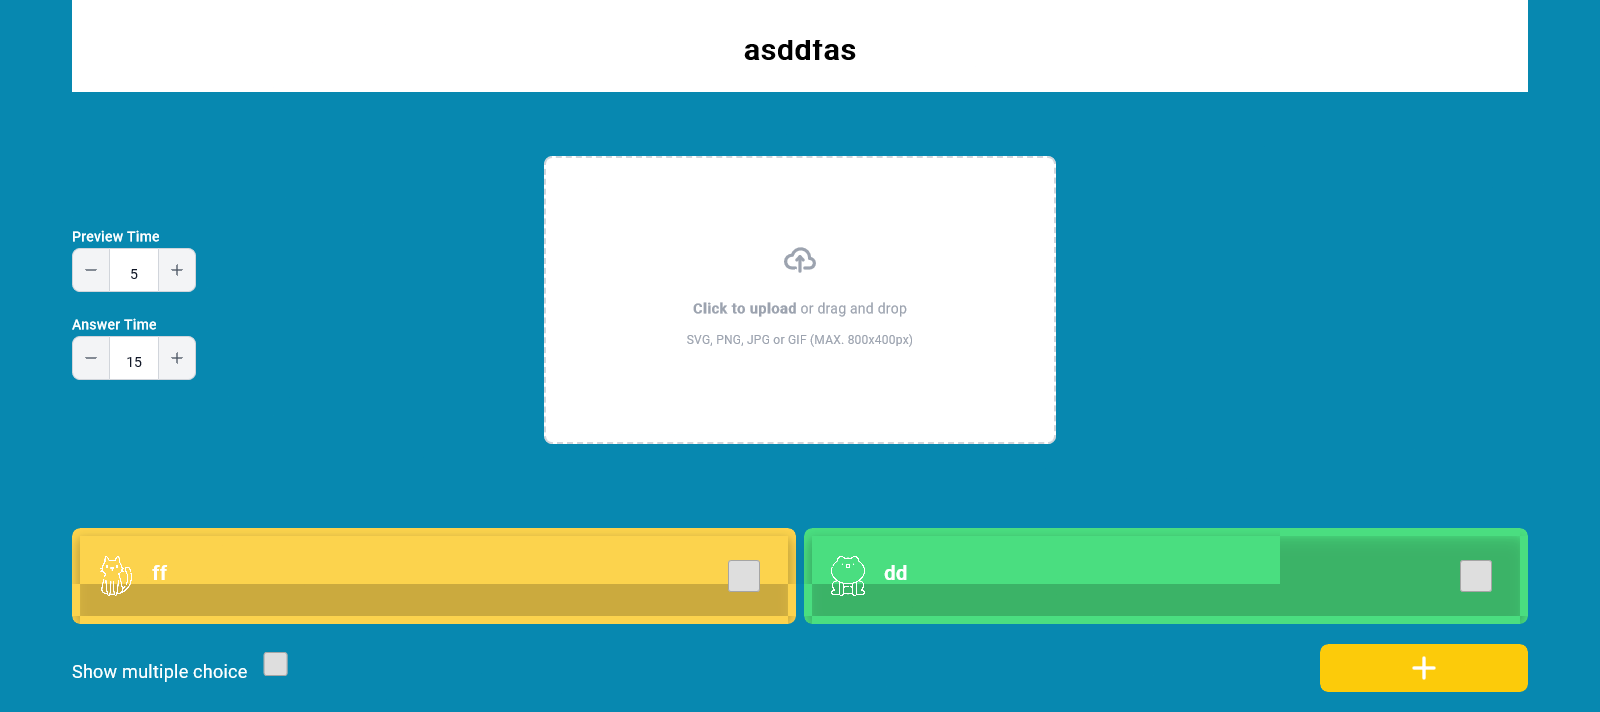 asddfas
Preview Time
5
Answer Time
15
Click to upload or drag and drop
SVG, PNG, JPG or GIF (MAX. 800x400px)
ff
dd
Show multiple choice